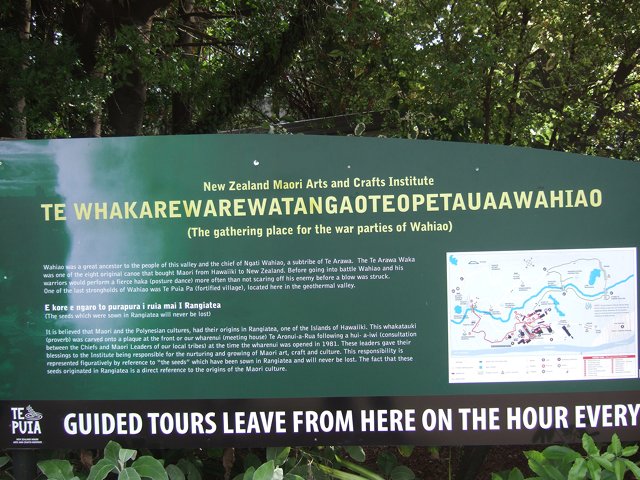 New Zealand Maori Arts and Crafts Institute
TE WHAKAREWAREWATANGAOTEOPETAUAAWAHIAO
(The gathering place for the war parties of Wahiao)
Wahiao was a great ancestor to the people of this valley and the chief of Ngati Wahiao, a subtribe of Te Arawa. The Te Arawa Waka
was one of the eight original canoe that bought Maori from Hawaiiki to New Zealand. Before going into battle Wahiao and his
warriors would perform a fierce haka (posture dance) more often than not scaring off his enemy before a blow was struck.
One of the last strongholds of Wahiao was Te Puia Pa (fortified village), located here in the geothermal valley.
E kore e ngaro to purapura i ruia mai I Rangiatea
(The seeds which were sown in Rangiatea will never be lost)
It is believed that Maori and the Polynesian cultures, had their origins in Rangiatea, one of the Islands of Hawaiiki. This whakatauki
(proverb) was carved onto a plaque at the front or our wharenui (meeting house) Te Aronui-a-Rua following a hui- a-iwi (consultation
between the Chiefs and Maori Leaders of our local tribes) at the time the wharenui was opened in 1981. These leaders gave their
blessings to the Institute being responsible for the nurturing and growing of Maori art, craft and culture. This responsibility is
represented figuratively by reference to "the seeds" which have been sown in Rangiatea and will never be lost. The fact that these
seeds originated in Rangiatea is a direct reference to the origins of the Maori culture.
TE
PUIA
NEW ZEALAND MAORI
ARTS AND CRAFTS INSTITUTE
GUIDED TOURS LEAVE FROM HERE ON THE HOUR EVERY